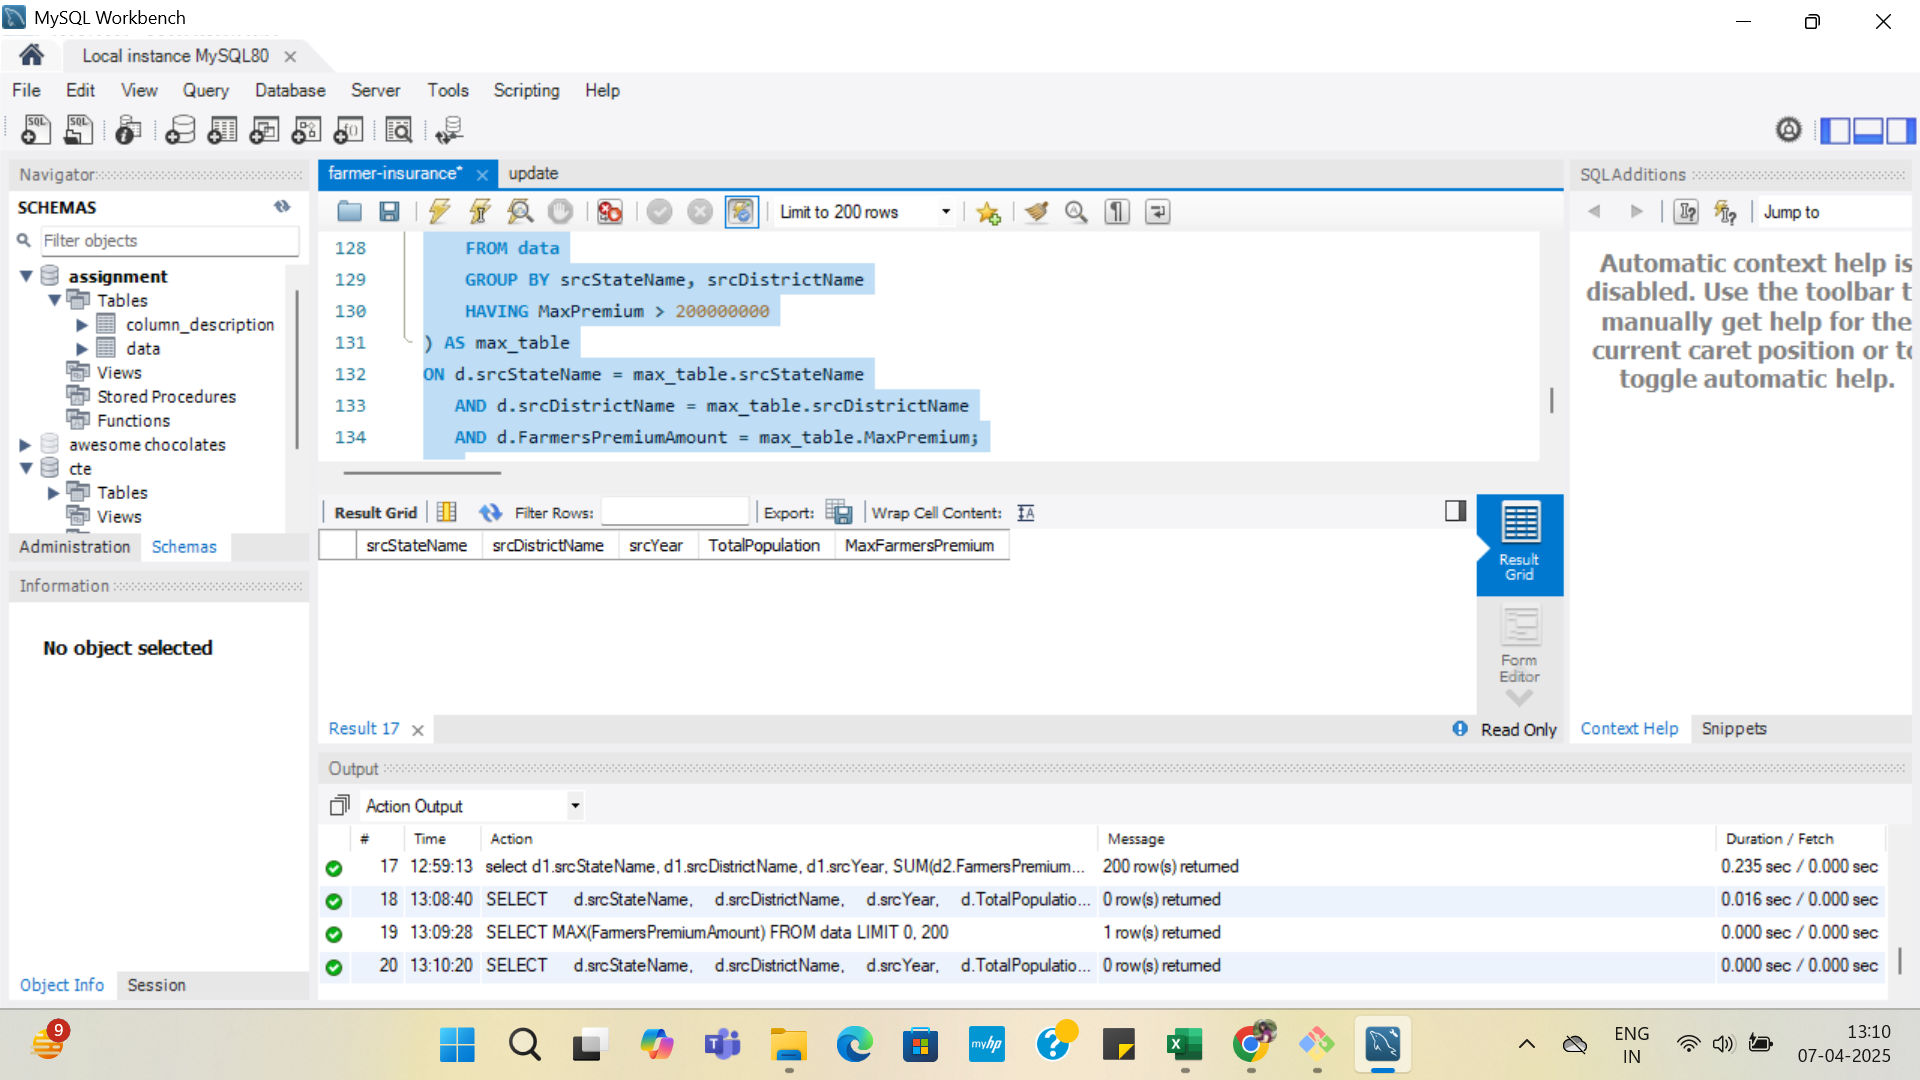 MySQL Workbench
Local instance MySQL80
File Edit View Query Database Server Tools Scripting Help
SQL SQL
Navigator
SCHEMAS
Filter objects
assignment
Tables
column_description
data
Views
Stored Procedures
Functions
awesome chocolates
cte
Tables
Views
Administration Schemas
Information
No object selected
Object Info Session
farmer-insurance* update
Limit to 200 rows
128 FROM data
129 GROUP BY srcStateName, srcDistrictName
130 HAVING MaxPremium > 200000000
131 ) AS max_table
132 ON d.srcStateName = max_table.srcStateName
133 AND d.srcDistrictName = max_table.srcDistrictName
134 AND d.FarmersPremiumAmount = max_table.MaxPremium;
Result Grid Filter Rows: Export: Wrap Cell Content:
srcStateName srcDistrictName srcYear TotalPopulation MaxFarmersPremium
Result Grid
Form Editor
Result 17
Read Only
SQLAdditions
Jump to
Automatic context help is
disabled. Use the toolbar t
manually get help for the
current caret position or to
toggle automatic help.
Context Help Snippets
Output
Action Output
# Time Action Message Duration / Fetch
17 12:59:13 select d1.srcStateName, d1.srcDistrictName, d1.srcYear, SUM(d2.FarmersPremium... 200 row(s) returned 0.235 sec / 0.000 sec
18 13:08:40 SELECT d.srcStateName, d.srcDistrictName, d.srcYear, d.TotalPopulatio... 0 row(s) returned 0.016 sec / 0.000 sec
19 13:09:28 SELECT MAX(FarmersPremiumAmount) FROM data LIMIT 0, 200 1 row(s) returned 0.000 sec / 0.000 sec
20 13:10:20 SELECT d.srcStateName, d.srcDistrictName, d.srcYear, d.TotalPopulatio... 0 row(s) returned 0.000 sec / 0.000 sec
9
myhp
ENG
IN
13:10
07-04-2025